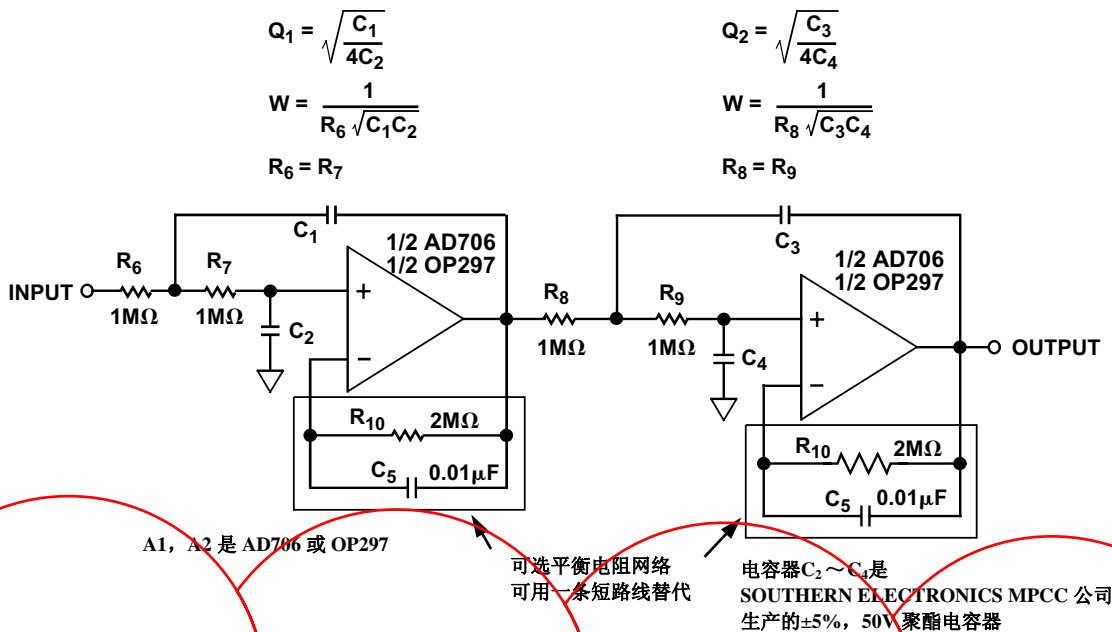 Q₁ = √(C₁/4C₂)
Q₂ = √(C₃/4C₄)
W = 1/(R₆ √C₁C₂)
W = 1/(R₈ √C₃C₄)
R₆ = R₇
R₈ = R₉
C₁
C₃
1/2 AD706
1/2 OP297
1/2 AD706
1/2 OP297
R₆
R₇
INPUT
+
1MΩ
1MΩ
C₂
−
R₈
R₉
+
1MΩ
1MΩ
C₄
−
OUTPUT
R₁₀
2MΩ
C₅
0.01μF
R₁₀
2MΩ
C₅
0.01μF
A1，A2 是 AD706 或 OP297
可选平衡电阻网络
可用一条短路线替代
电容器C₂～C₄是
SOUTHERN ELECTRONICS MPCC 公司
生产的±5%，50V 聚酯电容器